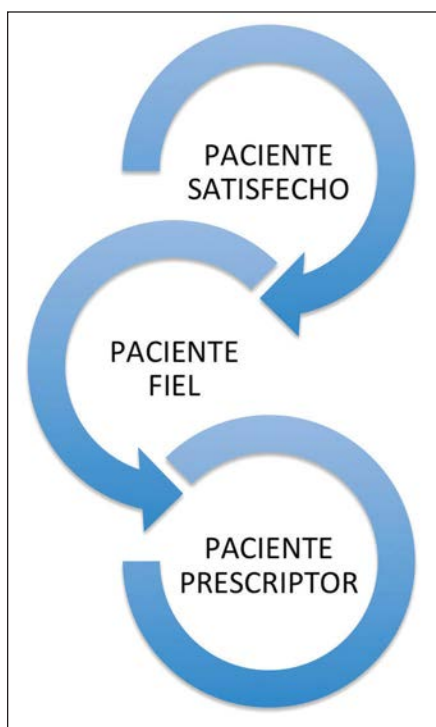 PACIENTE
SATISFECHO
PACIENTE
FIEL
PACIENTE
PRESCRIPTOR